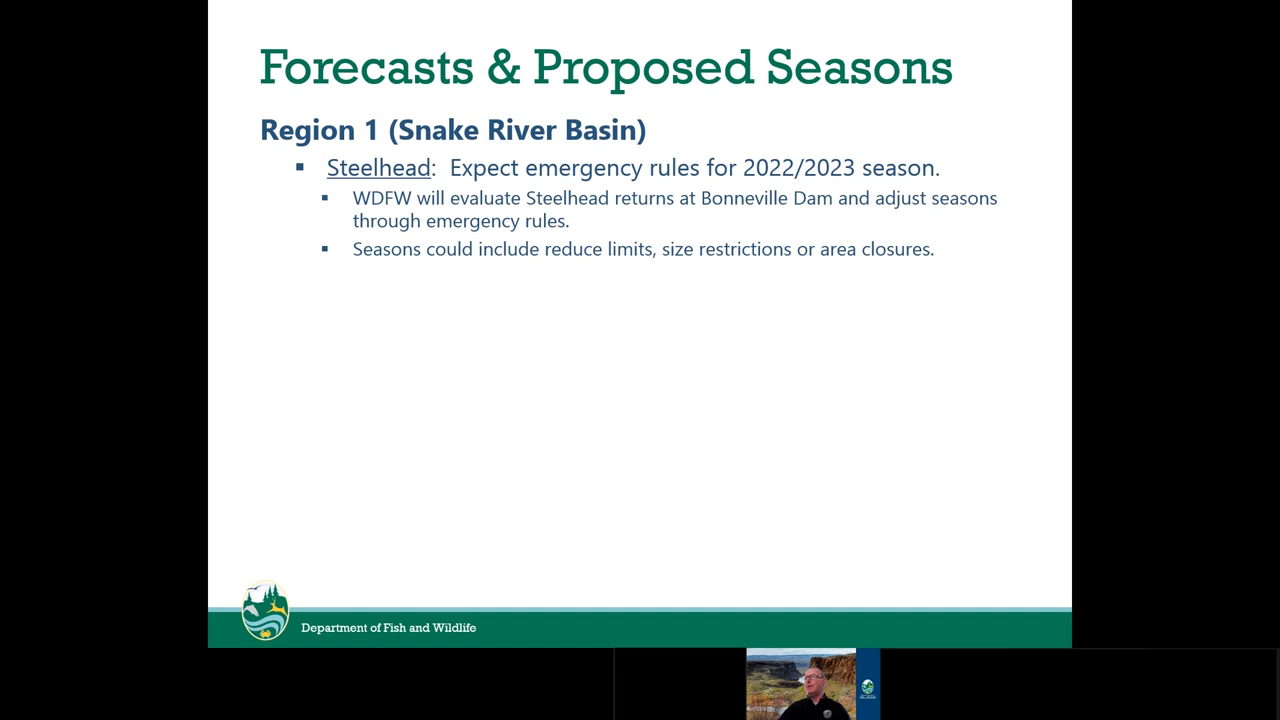 Forecasts & Proposed Seasons
Region 1 (Snake River Basin)
Steelhead: Expect emergency rules for 2022/2023 season.
WDFW will evaluate Steelhead returns at Bonneville Dam and adjust seasons
through emergency rules.
Seasons could include reduce limits, size restrictions or area closures.
Department of Fish and Wildlife